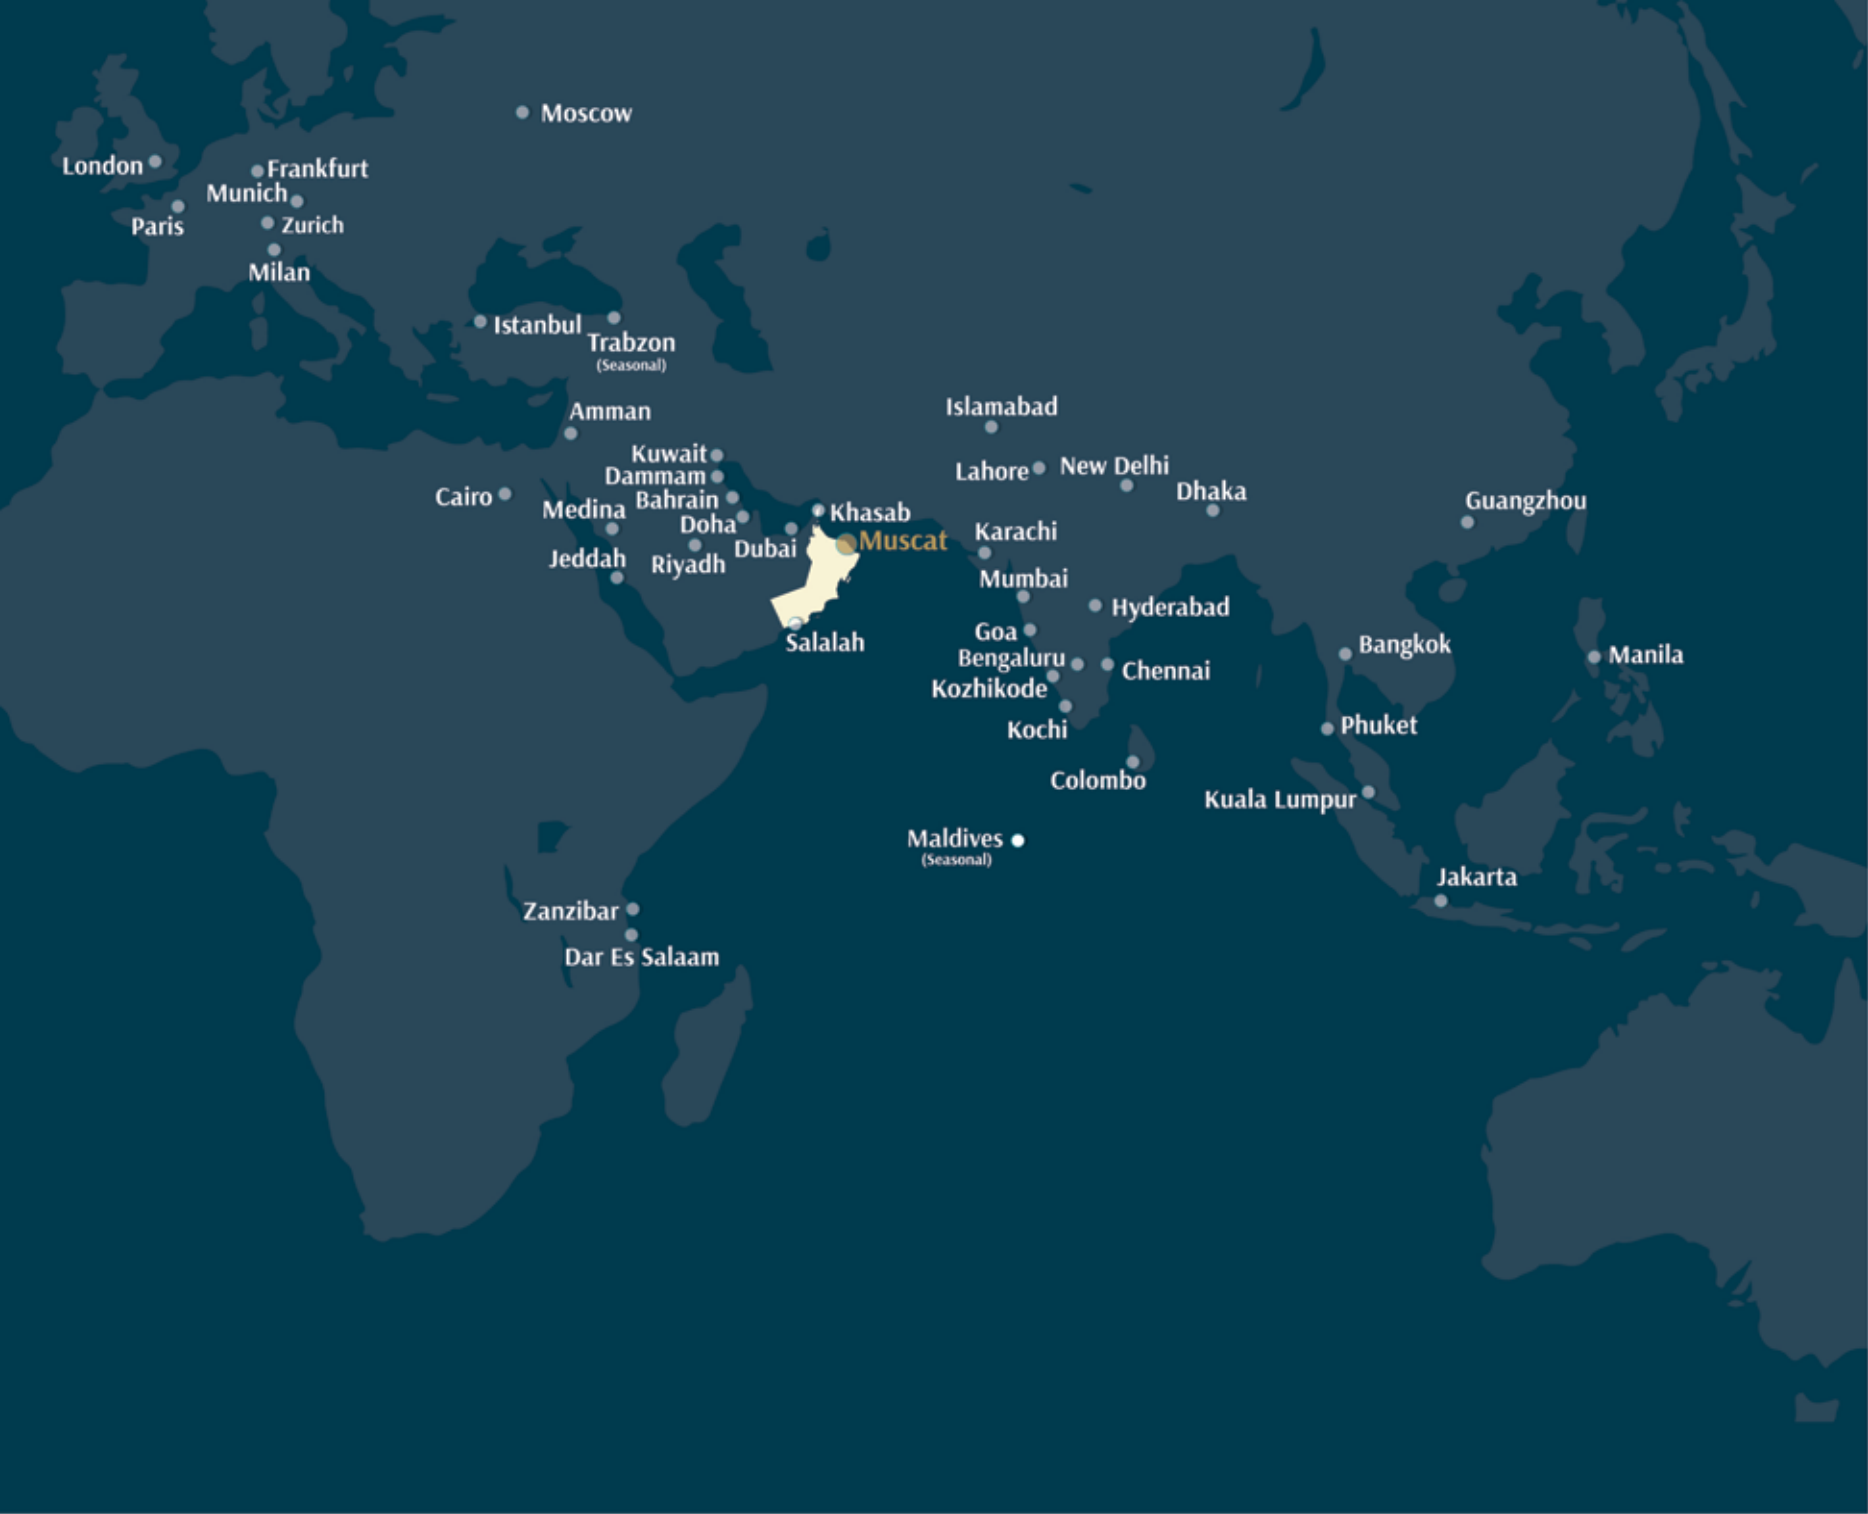 Moscow
London
Frankfurt
Munich
Paris
Zurich
Milan
Istanbul
Trabzon
(Seasonal)
Amman
Islamabad
Kuwait
Lahore
New Delhi
Dammam
Cairo
Bahrain
Dhaka
Guangzhou
Medina
Khasab
Doha
Karachi
Muscat
Dubai
Jeddah
Riyadh
Mumbai
Hyderabad
Goa
Salalah
Bangkok
Manila
Bengaluru
Chennai
Kozhikode
Phuket
Kochi
Colombo
Kuala Lumpur
Maldives
(Seasonal)
Jakarta
Zanzibar
Dar Es Salaam